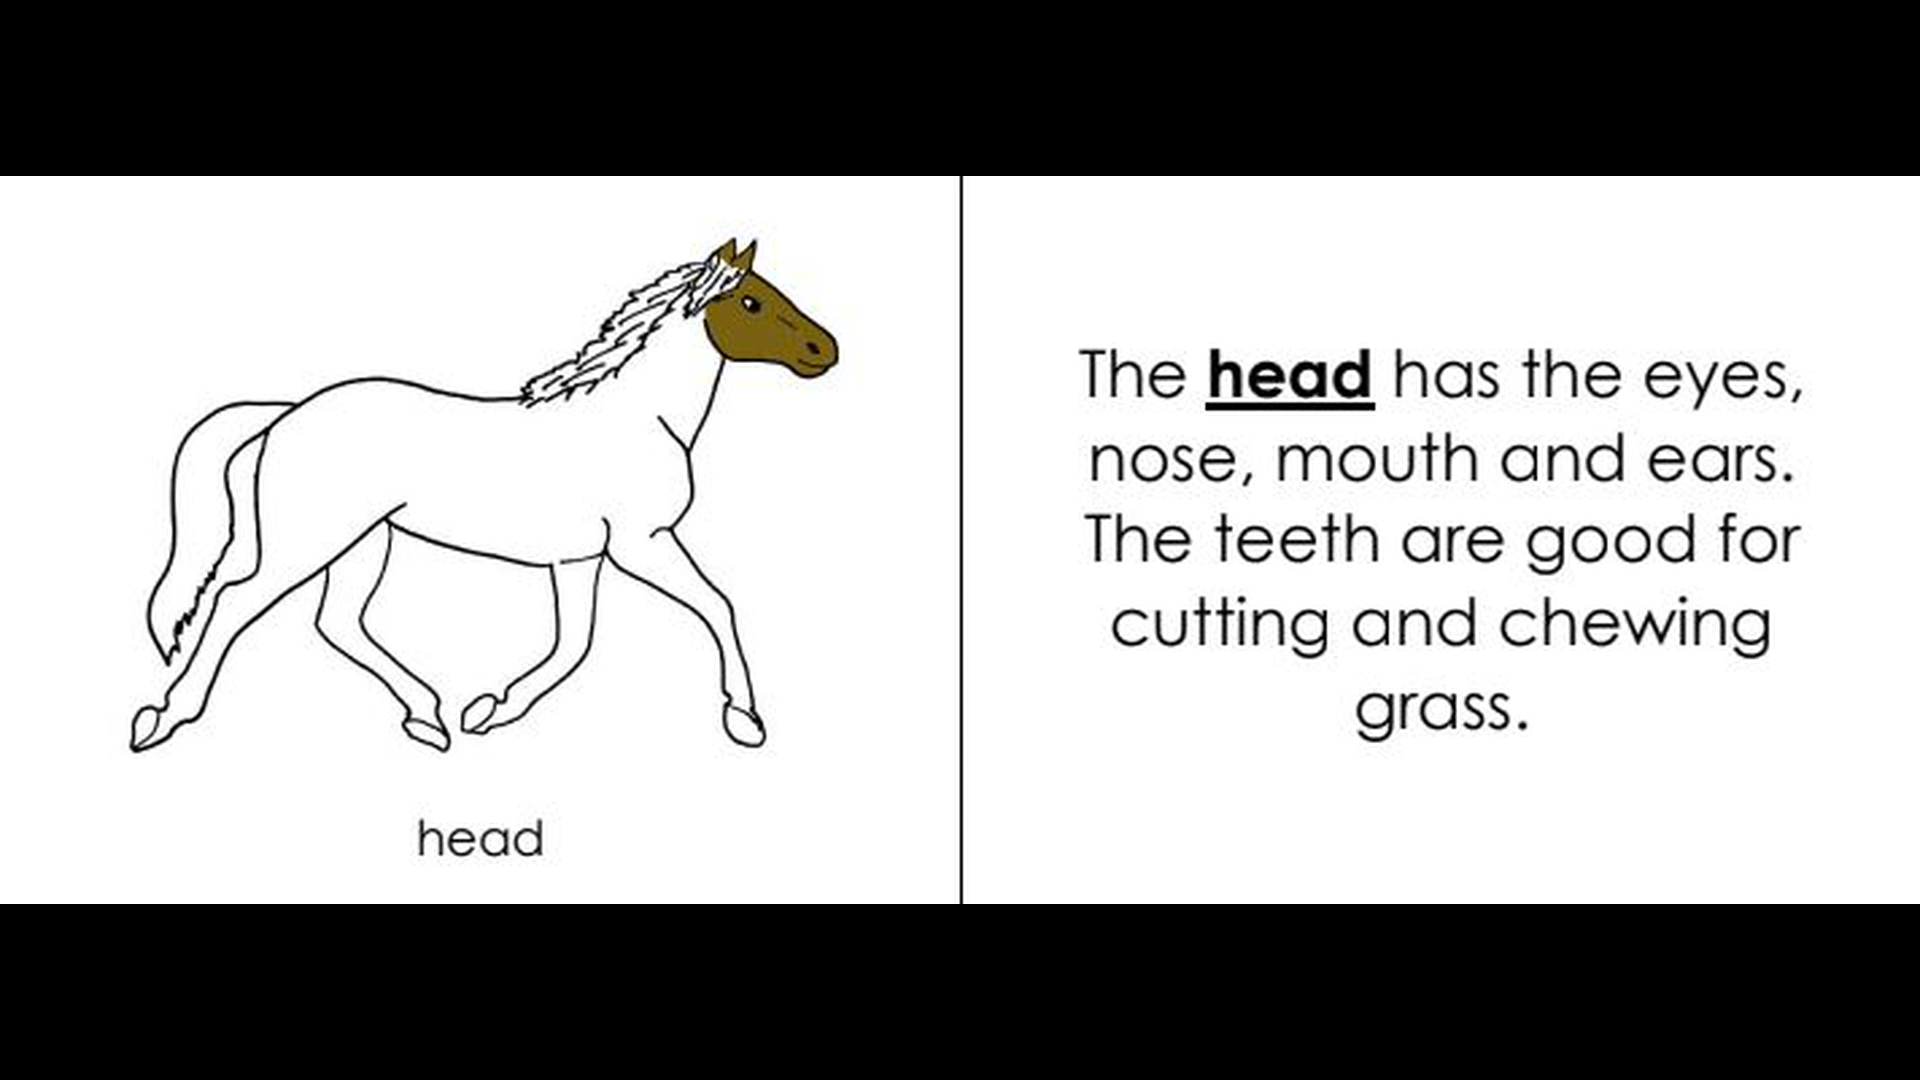 head
The head has the eyes,
nose, mouth and ears.
The teeth are good for
cutting and chewing
grass.